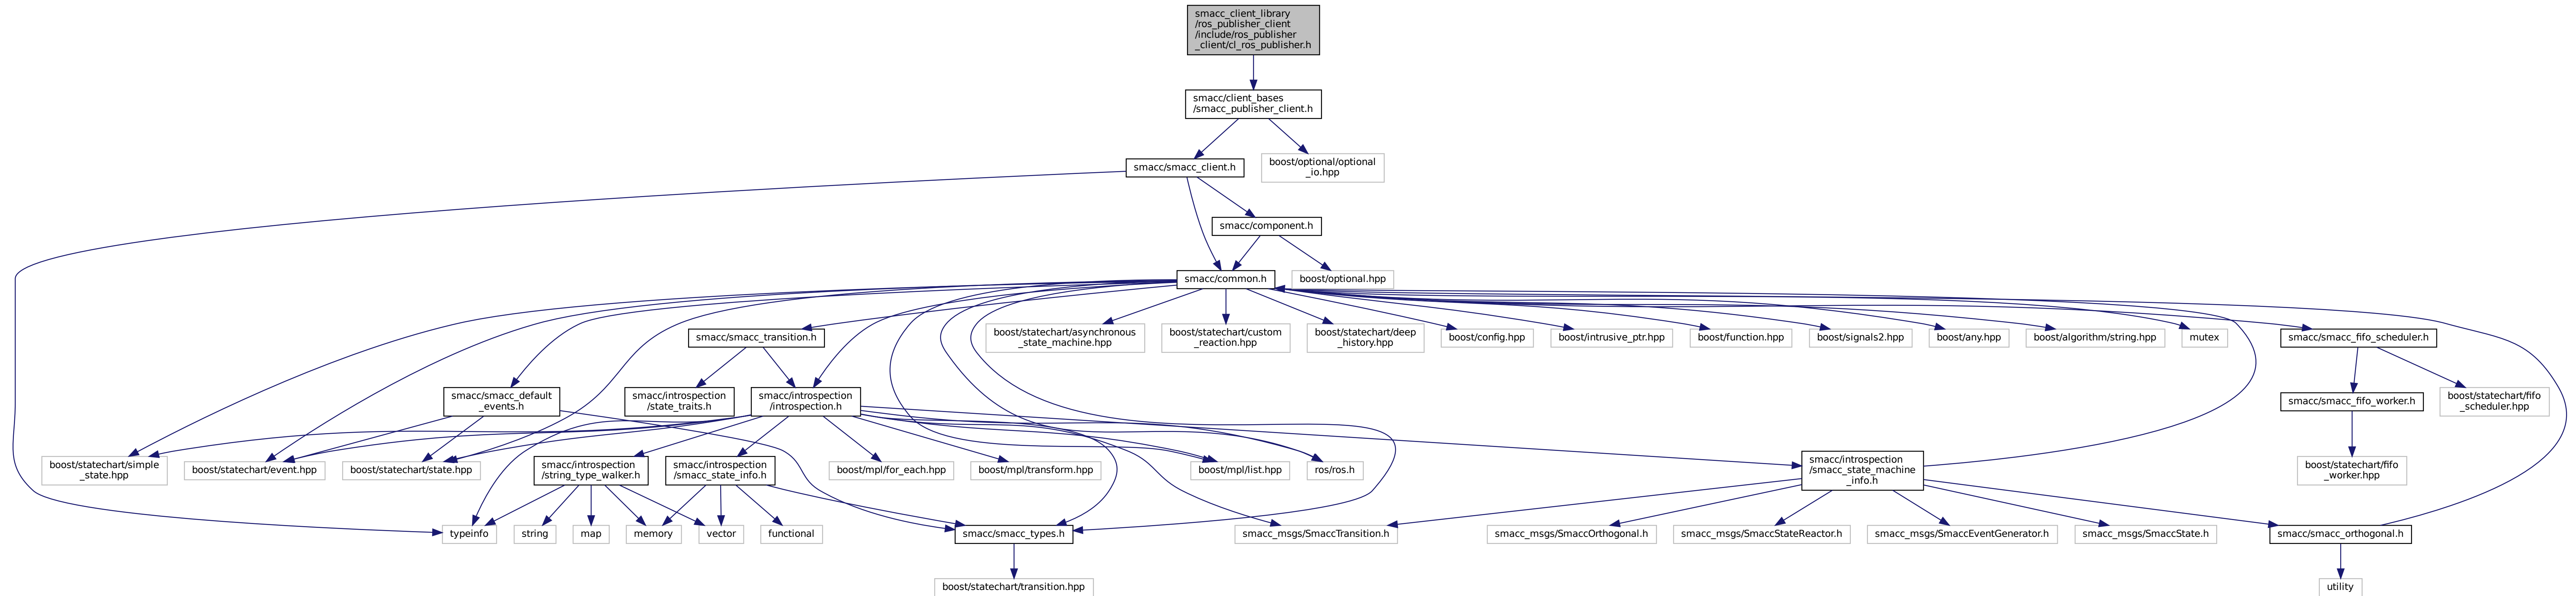 smacc_client_library
/ros_publisher_client
/include/ros_publisher
_client/cl_ros_publisher.h
smacc/client_bases
/smacc_publisher_client.h
smacc/smacc_client.h
boost/optional/optional
_io.hpp
smacc/component.h
smacc/common.h
boost/optional.hpp
smacc/smacc_transition.h
boost/statechart/asynchronous
_state_machine.hpp
boost/statechart/custom
_reaction.hpp
boost/statechart/deep
_history.hpp
boost/config.hpp
boost/intrusive_ptr.hpp
boost/function.hpp
boost/signals2.hpp
boost/any.hpp
boost/algorithm/string.hpp
mutex
smacc/smacc_fifo_scheduler.h
smacc/smacc_default
_events.h
smacc/introspection
/state_traits.h
smacc/introspection
/introspection.h
smacc/smacc_fifo_worker.h
boost/statechart/fifo
_scheduler.hpp
boost/statechart/simple
_state.hpp
boost/statechart/event.hpp
boost/statechart/state.hpp
smacc/introspection
/string_type_walker.h
smacc/introspection
/smacc_state_info.h
boost/mpl/for_each.hpp
boost/mpl/transform.hpp
boost/mpl/list.hpp
ros/ros.h
smacc/introspection
/smacc_state_machine
_info.h
boost/statechart/fifo
_worker.hpp
typeinfo
string
map
memory
vector
functional
smacc/smacc_types.h
smacc_msgs/SmaccTransition.h
smacc_msgs/SmaccOrthogonal.h
smacc_msgs/SmaccStateReactor.h
smacc_msgs/SmaccEventGenerator.h
smacc_msgs/SmaccState.h
smacc/smacc_orthogonal.h
boost/statechart/transition.hpp
utility